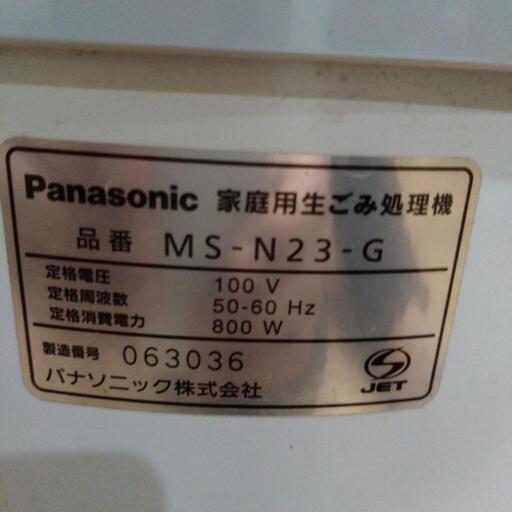 Panasonic 家庭用生ごみ処理機
品番 MS-N23-G
定格電圧 100 V
定格周波数 50-60 Hz
定格消費電力 800 W
製造番号 063036
パナソニック株式会社
S
JET